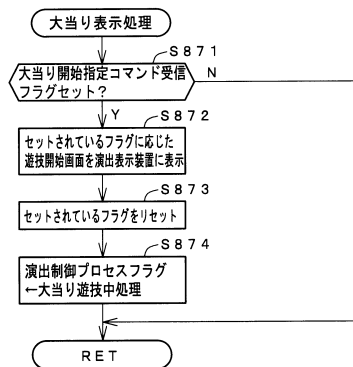 大当り表示処理
S871
大当り開始指定コマンド受信
フラグセット?
N
Y
S872
セットされているフラグに応じた
遊技開始画面を演出表示装置に表示
S873
セットされているフラグをリセット
S874
演出制御プロセスフラグ
←大当り遊技中処理
RET